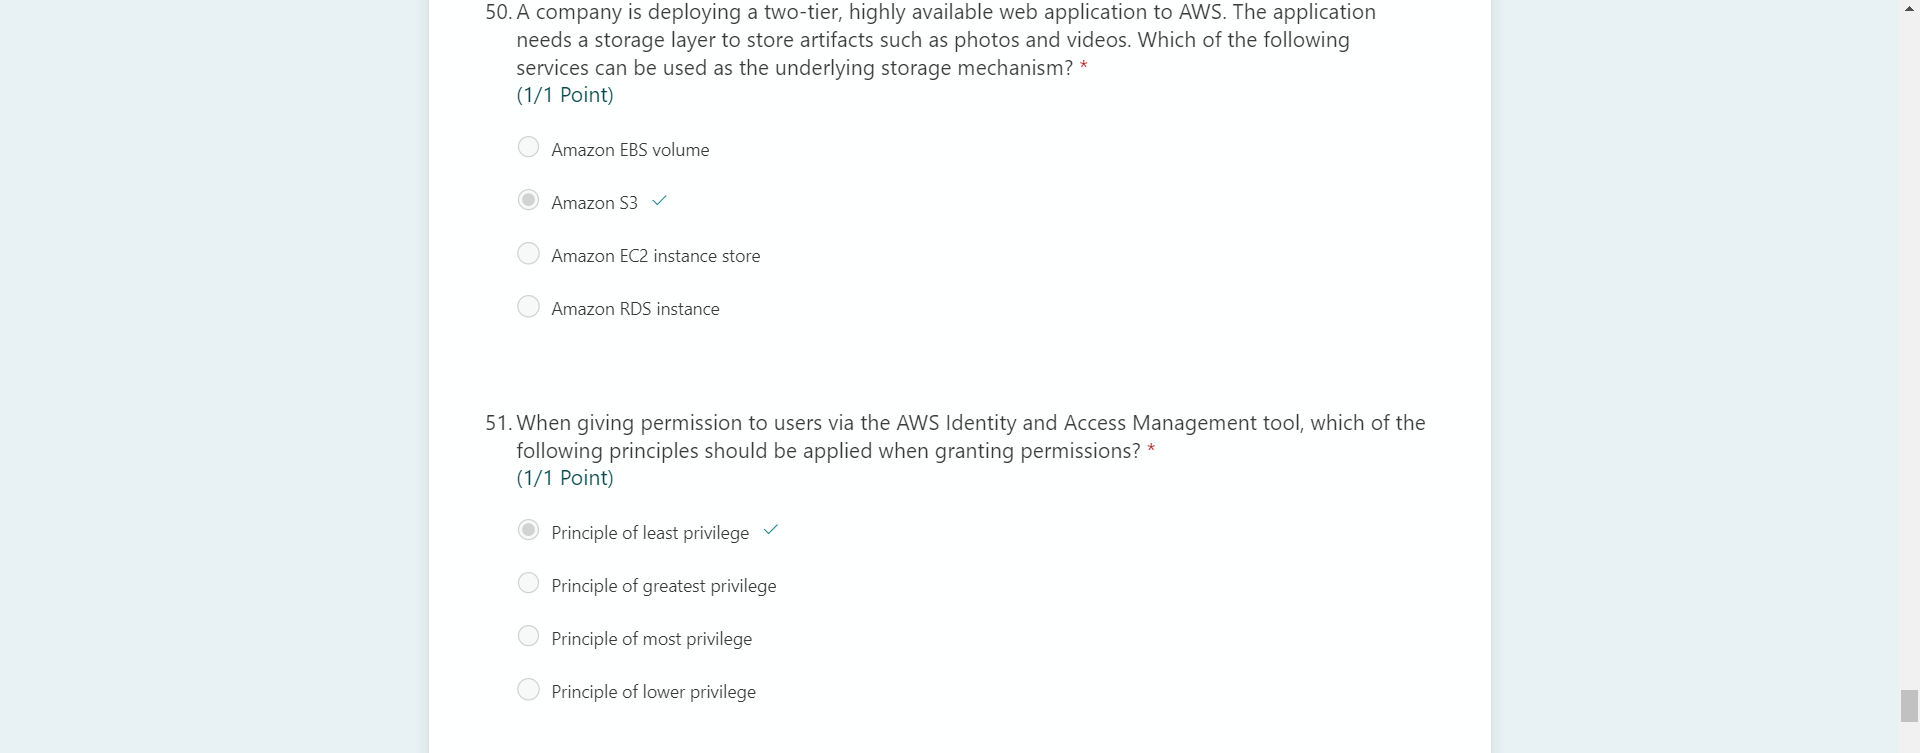 50. A company is deploying a two-tier, highly available web application to AWS. The application
needs a storage layer to store artifacts such as photos and videos. Which of the following
services can be used as the underlying storage mechanism? *
(1/1 Point)
Amazon EBS volume
Amazon S3
Amazon EC2 instance store
Amazon RDS instance
51. When giving permission to users via the AWS Identity and Access Management tool, which of the
following principles should be applied when granting permissions? *
(1/1 Point)
Principle of least privilege
Principle of greatest privilege
Principle of most privilege
Principle of lower privilege